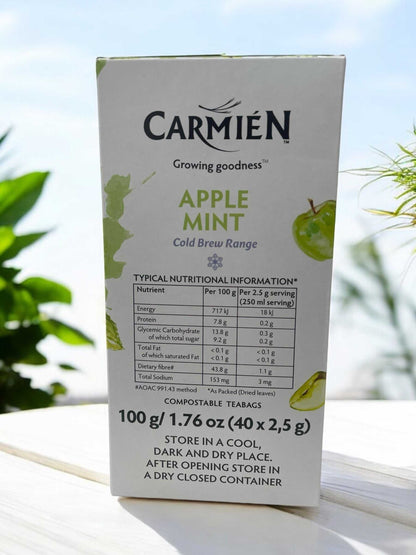 CARMIÉN™
Growing goodness™
APPLE
MINT
Cold Brew Range
TYPICAL NUTRITIONAL INFORMATION*
Nutrient Per 100 g Per 2.5 g serving
(250 ml serving)
Energy 717 kJ 18 kJ
Protein 7.8 g 0.2 g
Glycemic Carbohydrate 13.8 g 0.3 g
of which total sugar 9.2 g 0.2 g
Total Fat < 0.1 g < 0.1 g
of which saturated Fat < 0.1 g < 0.1 g
Dietary fibre# 43.8 g 1.1 g
Total Sodium 153 mg 3 mg
#AOAC 991.43 method *As Packed (Dried leaves)
COMPOSTABLE TEABAGS
100 g/ 1.76 oz (40 x 2,5 g)
STORE IN A COOL,
DARK AND DRY PLACE.
AFTER OPENING STORE IN
A DRY CLOSED CONTAINER